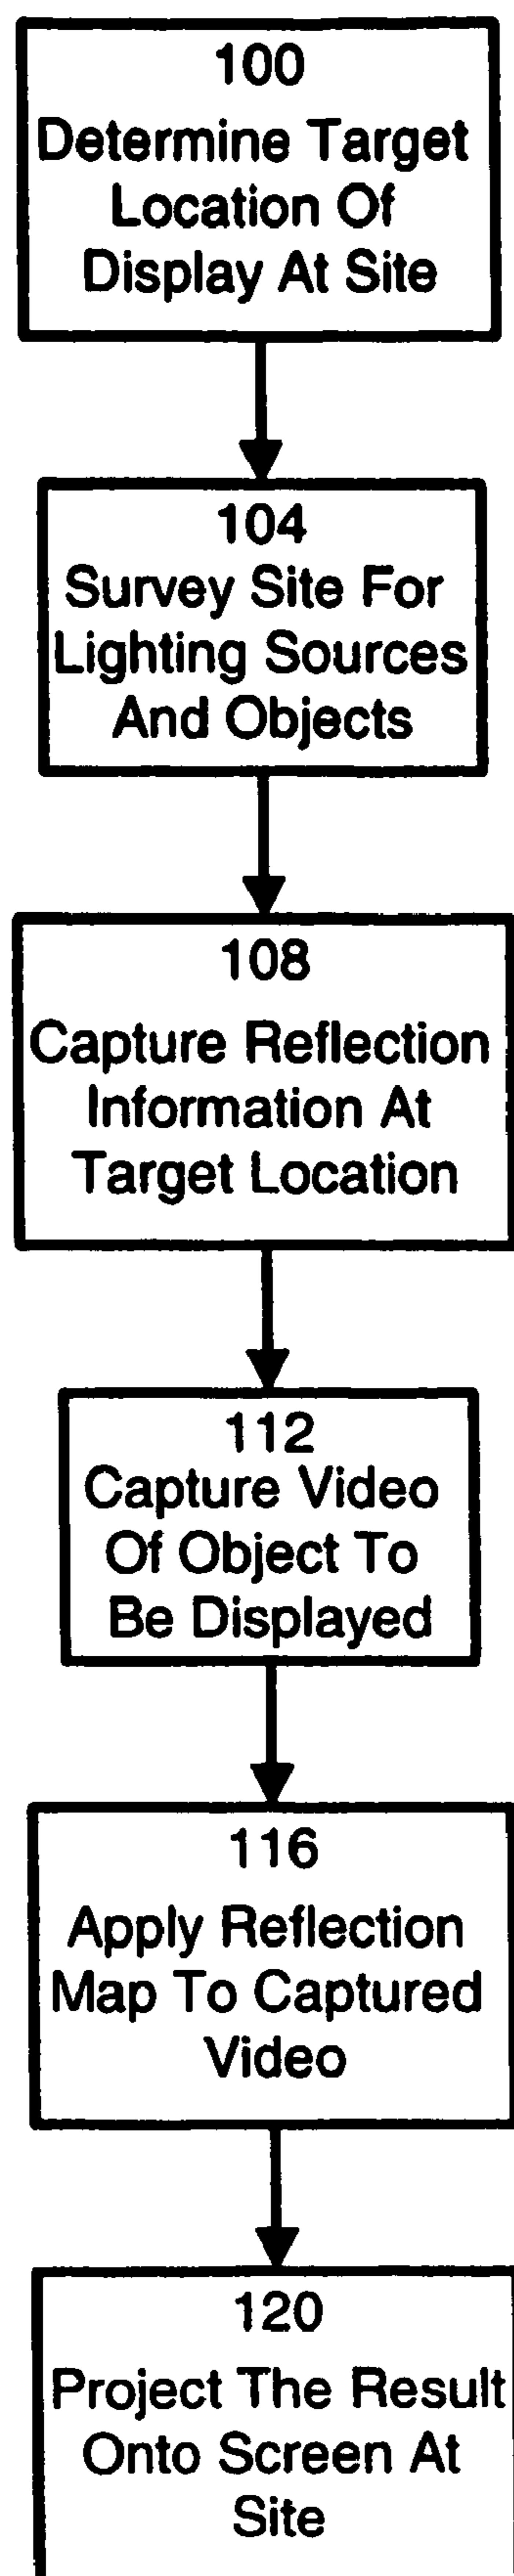 100
Determine Target
Location Of
Display At Site
104
Survey Site For
Lighting Sources
And Objects
108
Capture Reflection
Information At
Target Location
112
Capture Video
Of Object To
Be Displayed
116
Apply Reflection
Map To Captured
Video
120
Project The Result
Onto Screen At
Site